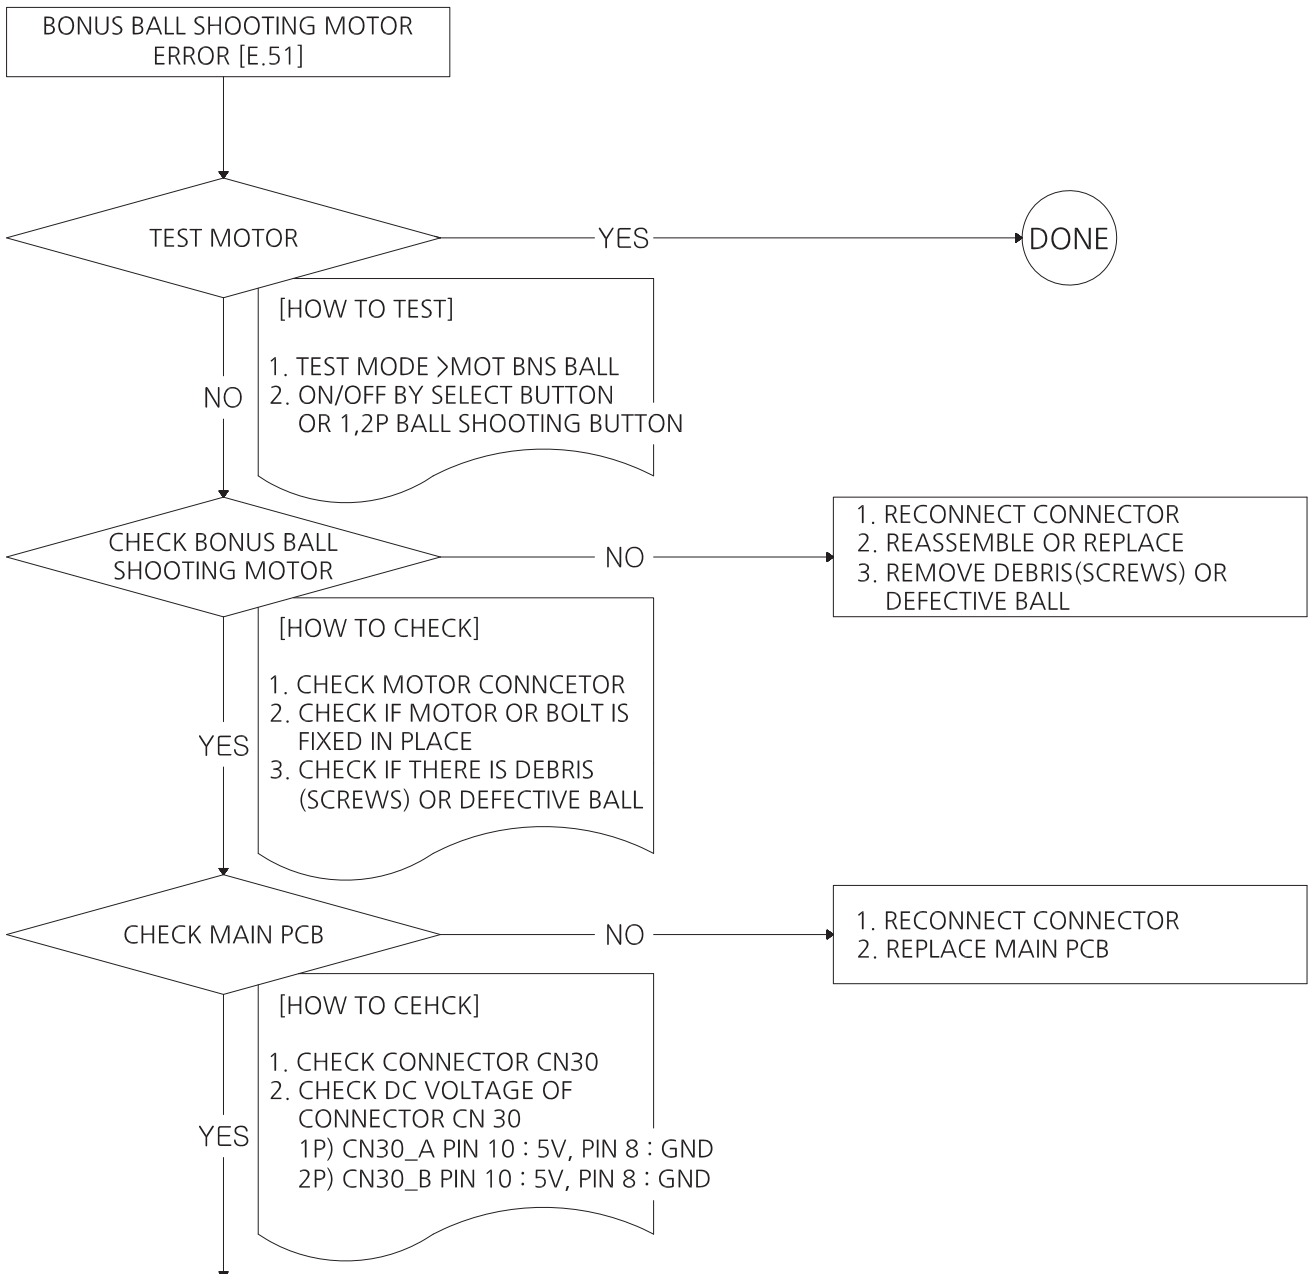 BONUS BALL SHOOTING MOTOR
ERROR [E.51]
TEST MOTOR
YES
DONE
[HOW TO TEST]
1. TEST MODE >MOT BNS BALL
2. ON/OFF BY SELECT BUTTON
OR 1,2P BALL SHOOTING BUTTON
NO
CHECK BONUS BALL
SHOOTING MOTOR
NO
1. RECONNECT CONNECTOR
2. REASSEMBLE OR REPLACE
3. REMOVE DEBRIS(SCREWS) OR
DEFECTIVE BALL
[HOW TO CHECK]
1. CHECK MOTOR CONNCETOR
2. CHECK IF MOTOR OR BOLT IS
FIXED IN PLACE
3. CHECK IF THERE IS DEBRIS
(SCREWS) OR DEFECTIVE BALL
YES
CHECK MAIN PCB
NO
1. RECONNECT CONNECTOR
2. REPLACE MAIN PCB
[HOW TO CEHCK]
1. CHECK CONNECTOR CN30
2. CHECK DC VOLTAGE OF
CONNECTOR CN 30
1P) CN30_A PIN 10 : 5V, PIN 8 : GND
2P) CN30_B PIN 10 : 5V, PIN 8 : GND
YES